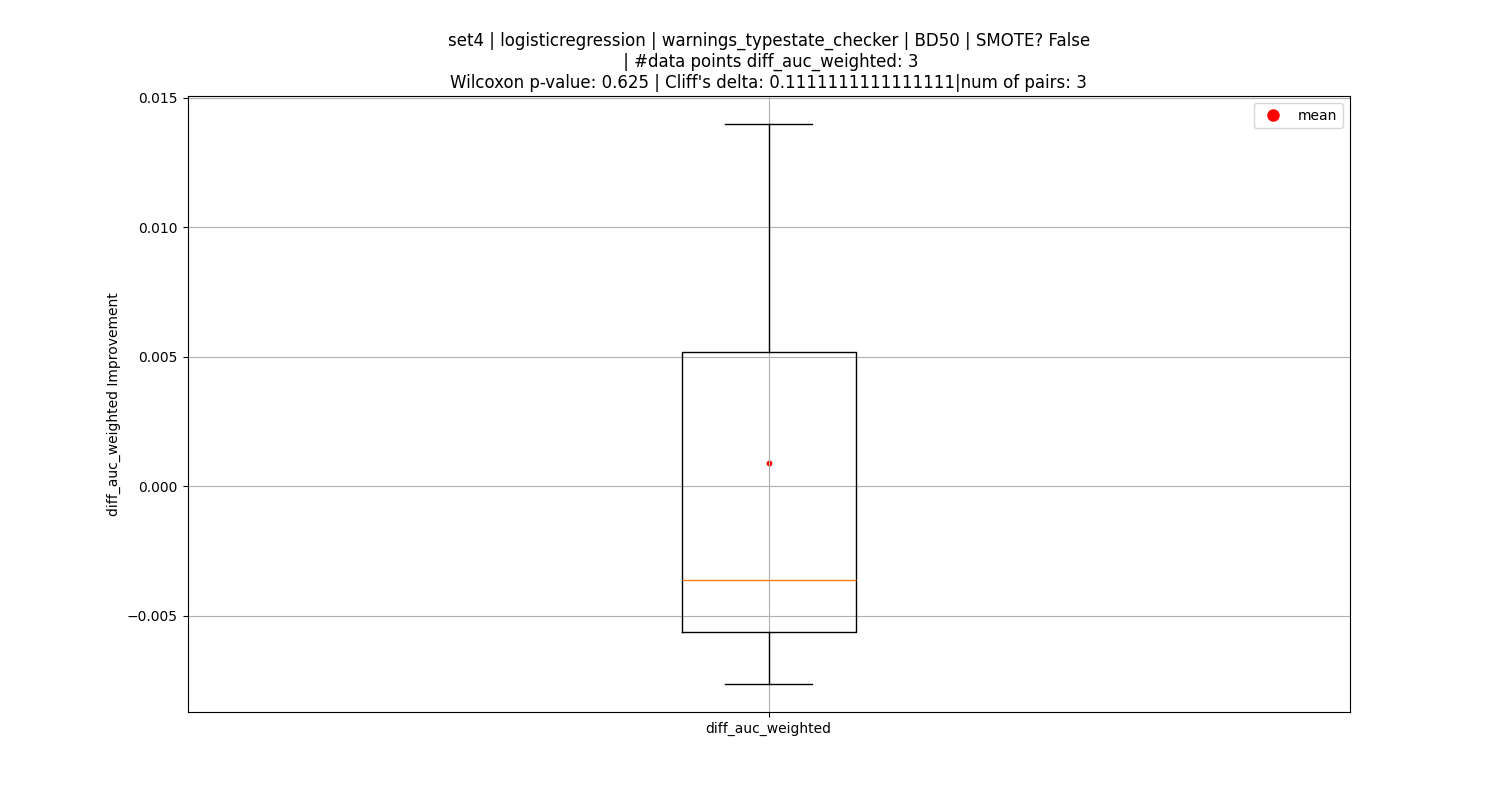 set4 | logisticregression | warnings_typestate_checker | BD50 | SMOTE? False
| #data points diff_auc_weighted: 3
Wilcoxon p-value: 0.625 | Cliff's delta: 0.1111111111111111|num of pairs: 3
mean
0.015
0.010
0.005
0.000
−0.005
diff_auc_weighted Improvement
diff_auc_weighted